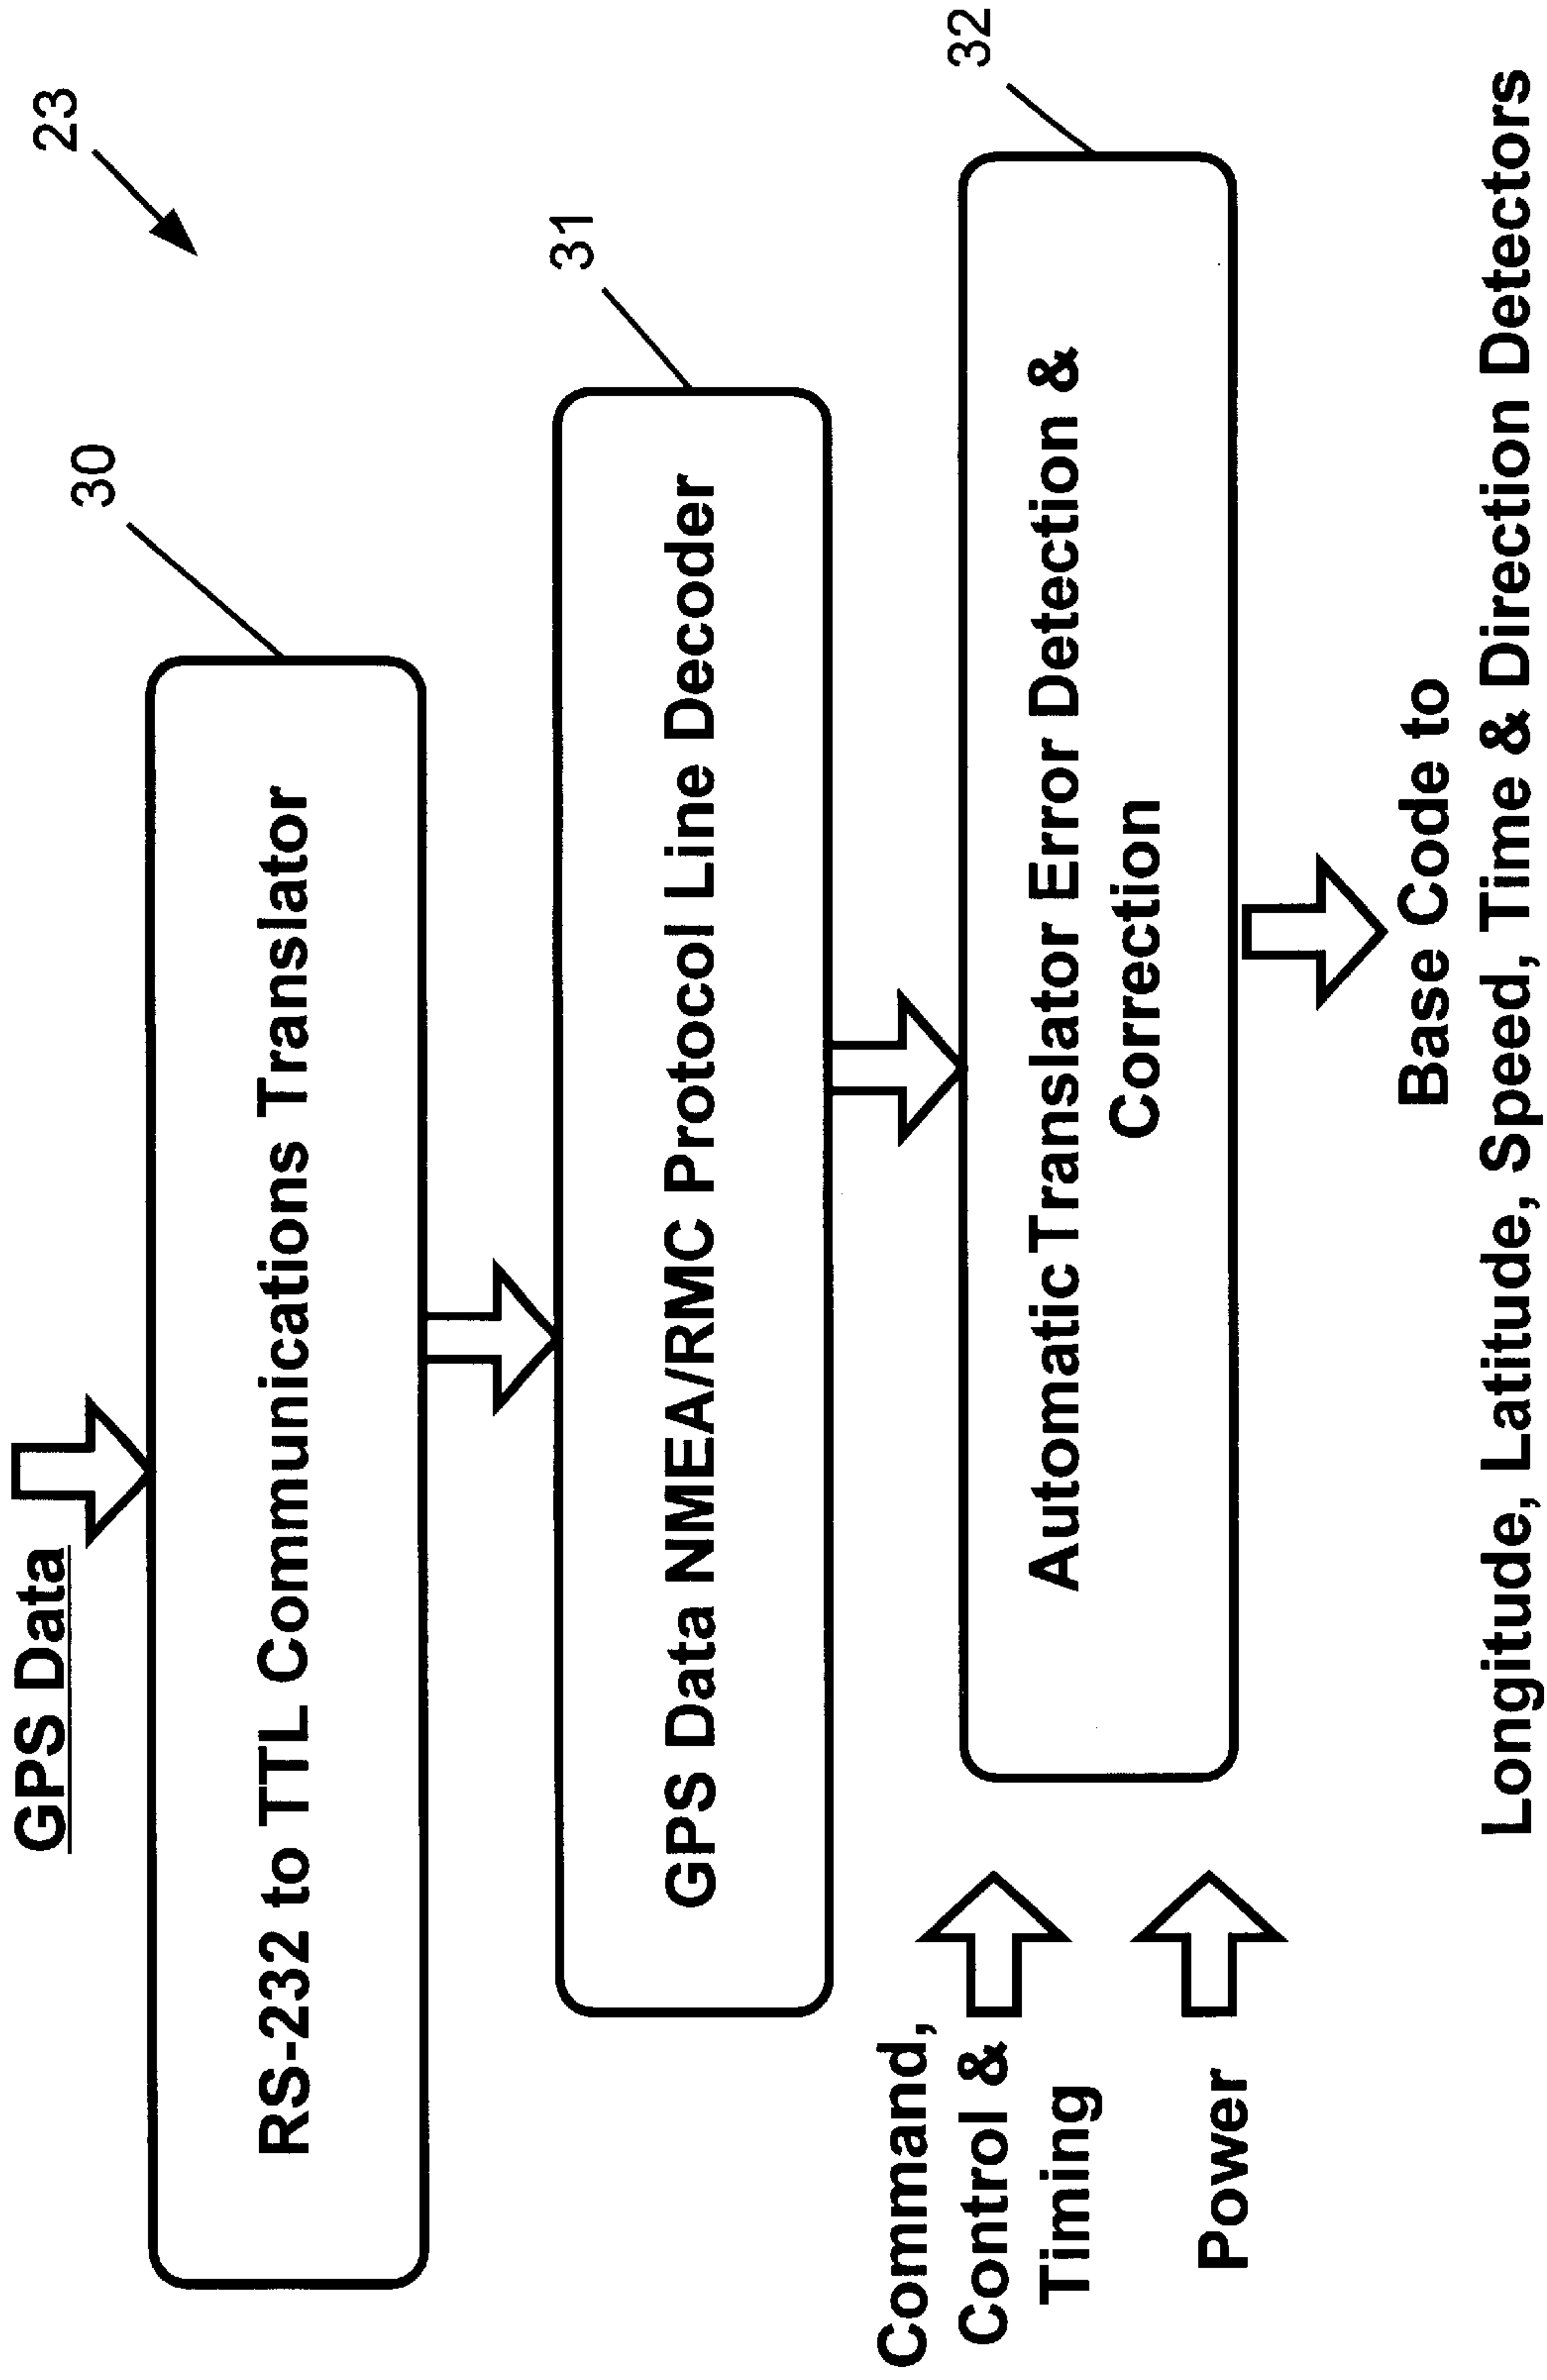 23
GPS Data
30
RS-232 to TTL Communications Translator
31
GPS Data NMEA/RMC Protocol Line Decoder
32
Automatic Translator Error Detection &
Correction
Command,
Control &
Timing
Power
Base Code to
Longitude, Latitude, Speed, Time & Direction Detectors